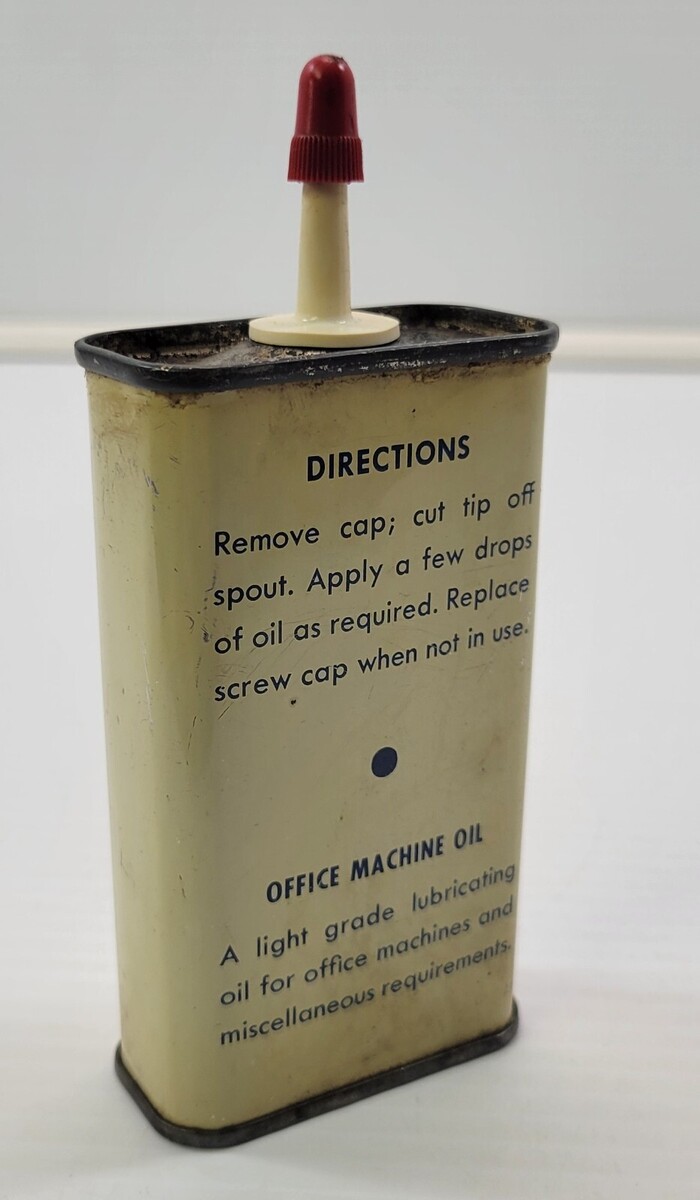 DIRECTIONS
Remove cap; cut tip off
spout. Apply a few drops
of oil as required. Replace
screw cap when not in use.
OFFICE MACHINE OIL
A light grade lubricating
oil for office machines and
miscellaneous requirements.